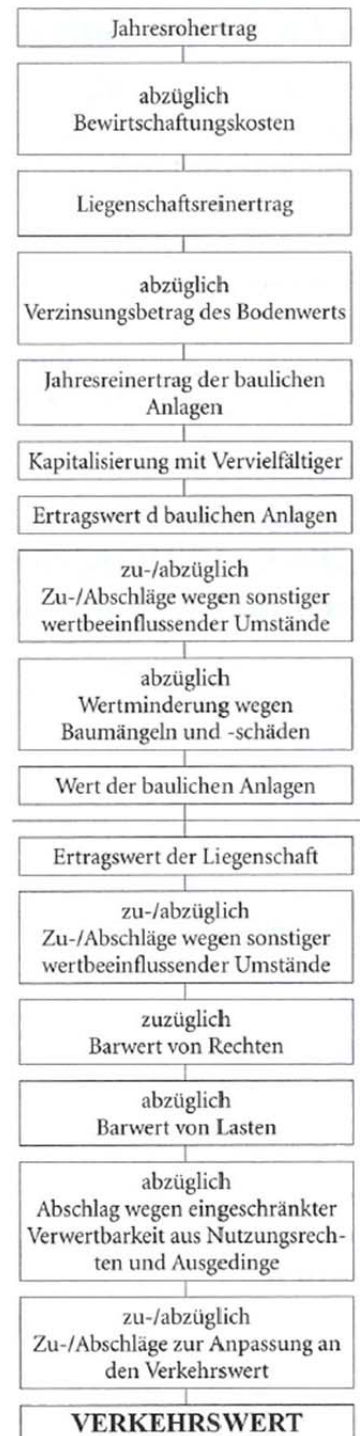 Jahresrohertrag
abzüglich
Bewirtschaftungskosten
Liegenschaftsreinertrag
abzüglich
Verzinsungsbetrag des Bodenwerts
Jahresreinertrag der baulichen
Anlagen
Kapitalisierung mit Vervielfältiger
Ertragswert d baulichen Anlagen
zu-/abzüglich
Zu-/Abschläge wegen sonstiger
wertbeeinflussender Umstände
abzüglich
Wertminderung wegen
Baumängeln und -schäden
Wert der baulichen Anlagen
Ertragswert der Liegenschaft
zu-/abzüglich
Zu-/Abschläge wegen sonstiger
wertbeeinflussender Umstände
zuzüglich
Barwert von Rechten
abzüglich
Barwert von Lasten
abzüglich
Abschlag wegen eingeschränkter
Verwertbarkeit aus Nutzungsrech-
ten und Ausgedinge
zu-/abzüglich
Zu-/Abschläge zur Anpassung an
den Verkehrswert
VERKEHRSWERT